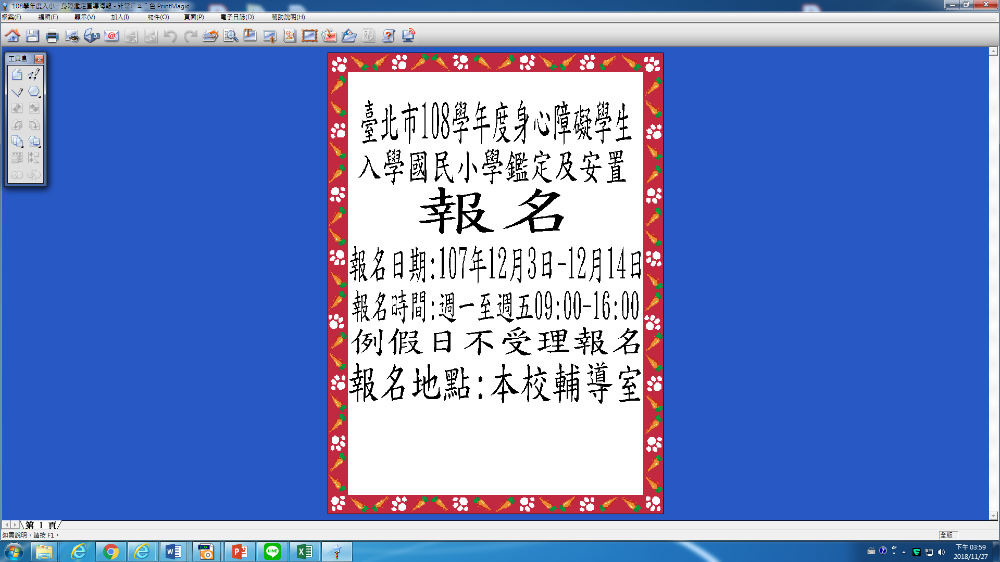 108學年度入小一身障鑑定宣導海報 - 非常ㄏㄠˇ色 PrintMagic
檔案(F) 編輯(E) 顯示(V) 加入(I) 物件(O) 頁面(P) 電子日誌(D) 輔助說明(H)
工具盒
臺北市108學年度身心障礙學生
入學國民小學鑑定及安置
報名
報名日期:107年12月3日-12月14日
報名時間:週一至週五09:00-16:00
例假日不受理報名
報名地點:本校輔導室
第 1 頁
如需說明，請按 F1。
全版
下午 03:59
2018/11/27